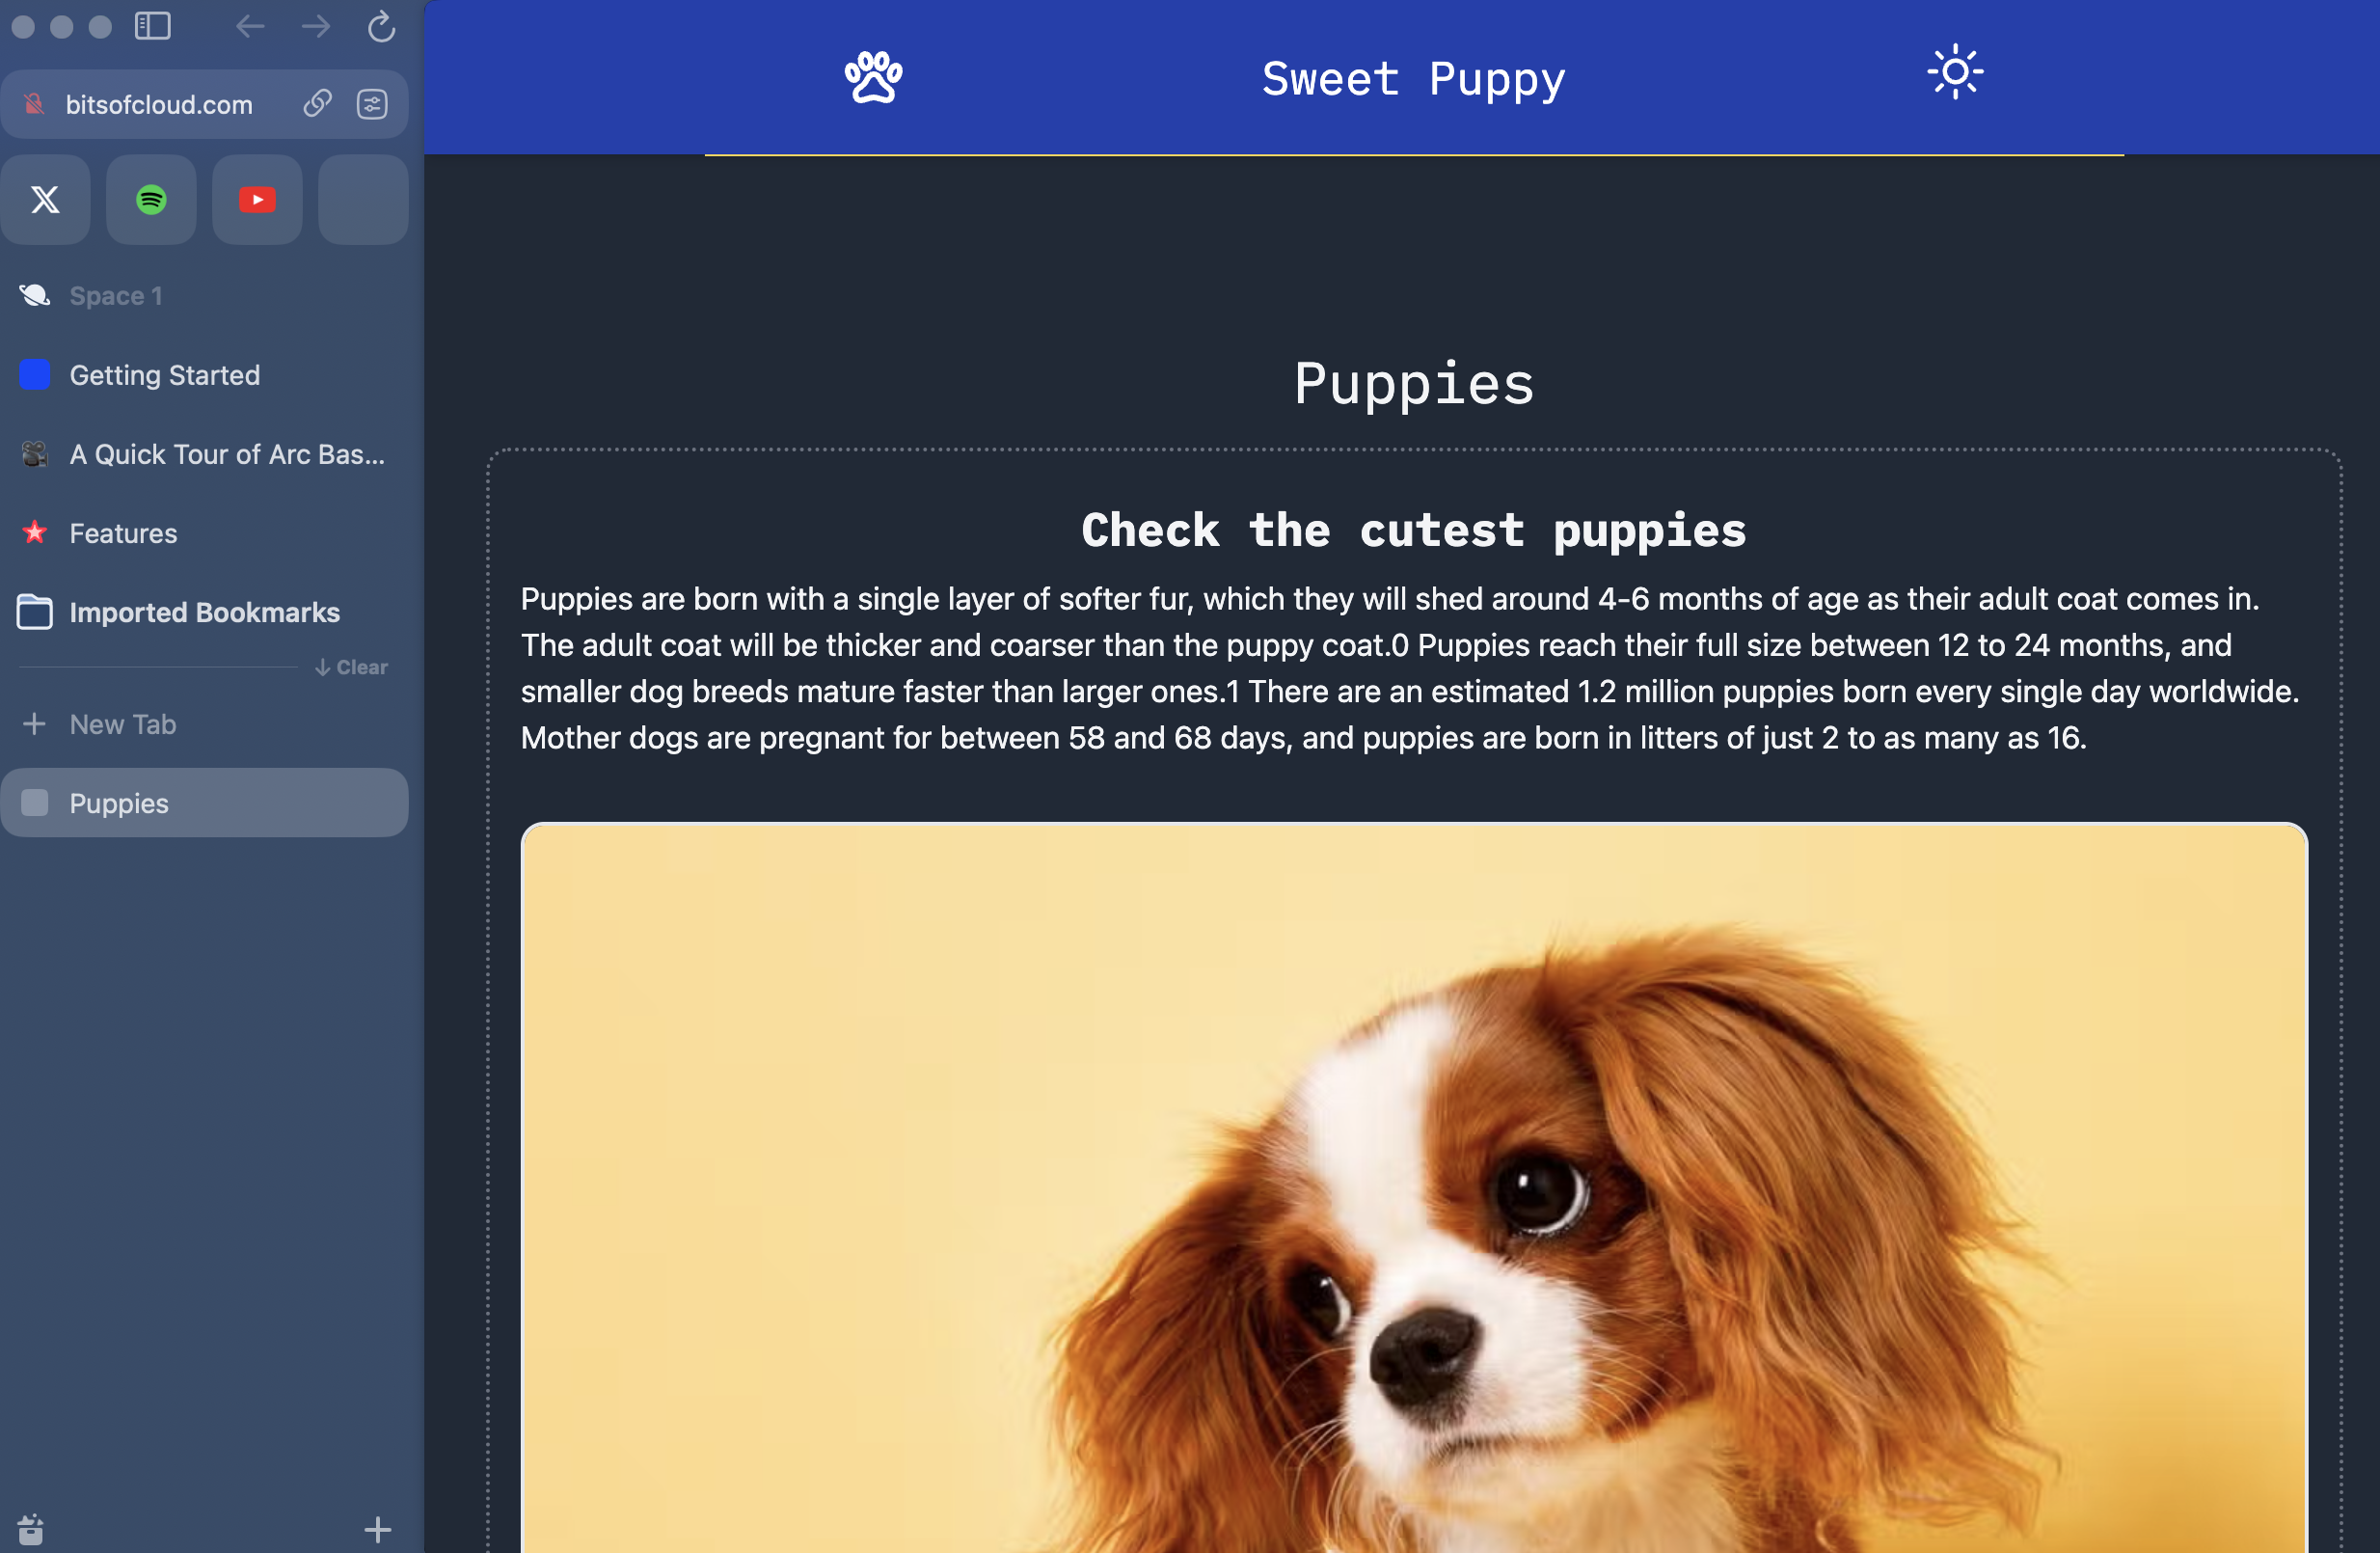 bitsofcloud.com
Space 1
Getting Started
A Quick Tour of Arc Bas...
Features
Imported Bookmarks
Clear
New Tab
Puppies
Sweet Puppy
Puppies
Check the cutest puppies
Puppies are born with a single layer of softer fur, which they will shed around 4-6 months of age as their adult coat comes in.
The adult coat will be thicker and coarser than the puppy coat.0 Puppies reach their full size between 12 to 24 months, and
smaller dog breeds mature faster than larger ones.1 There are an estimated 1.2 million puppies born every single day worldwide.
Mother dogs are pregnant for between 58 and 68 days, and puppies are born in litters of just 2 to as many as 16.